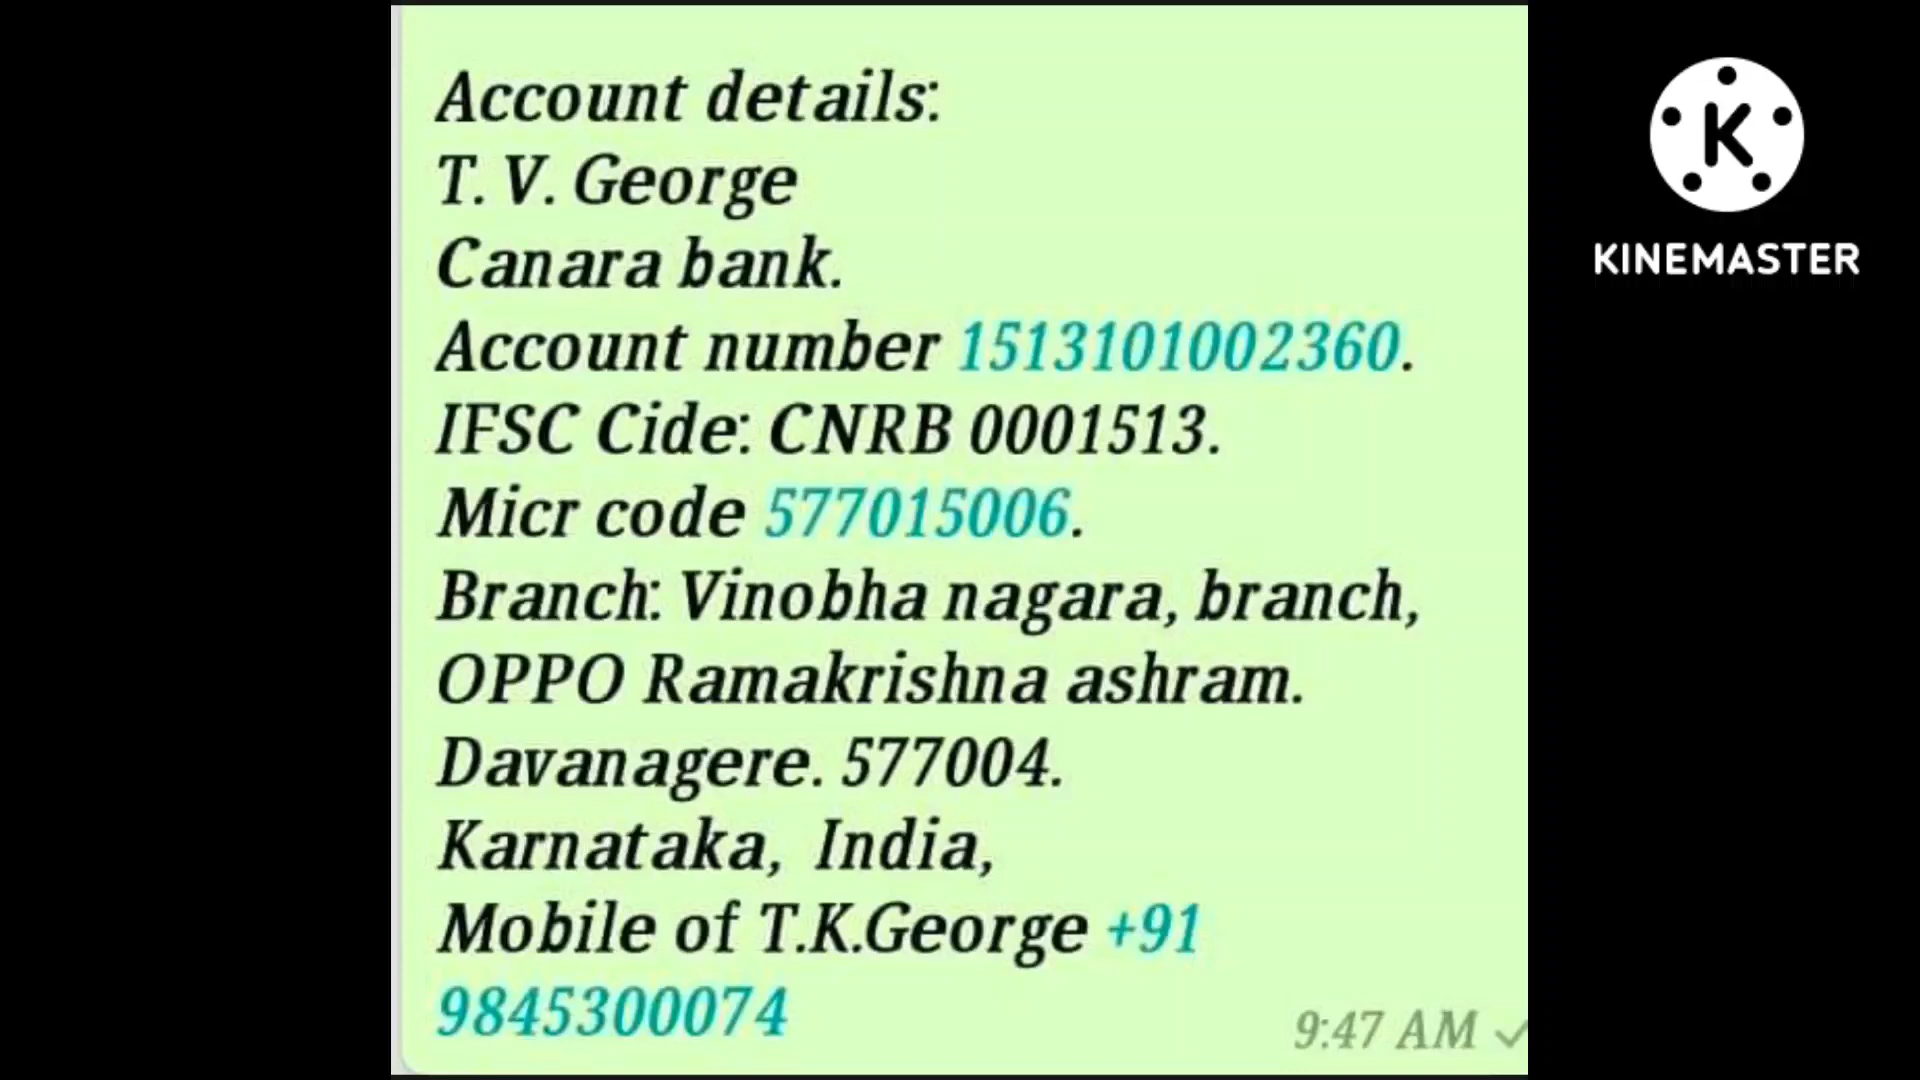 Account details:
T. V. George
Canara bank.
Account number 1513101002360.
IFSC Cide: CNRB 0001513.
Micr code 577015006.
Branch: Vinobha nagara, branch,
OPPO Ramakrishna ashram.
Davanagere. 577004.
Karnataka, India,
Mobile of T.K.George +91
9845300074
9:47 AM
K
KINEMASTER